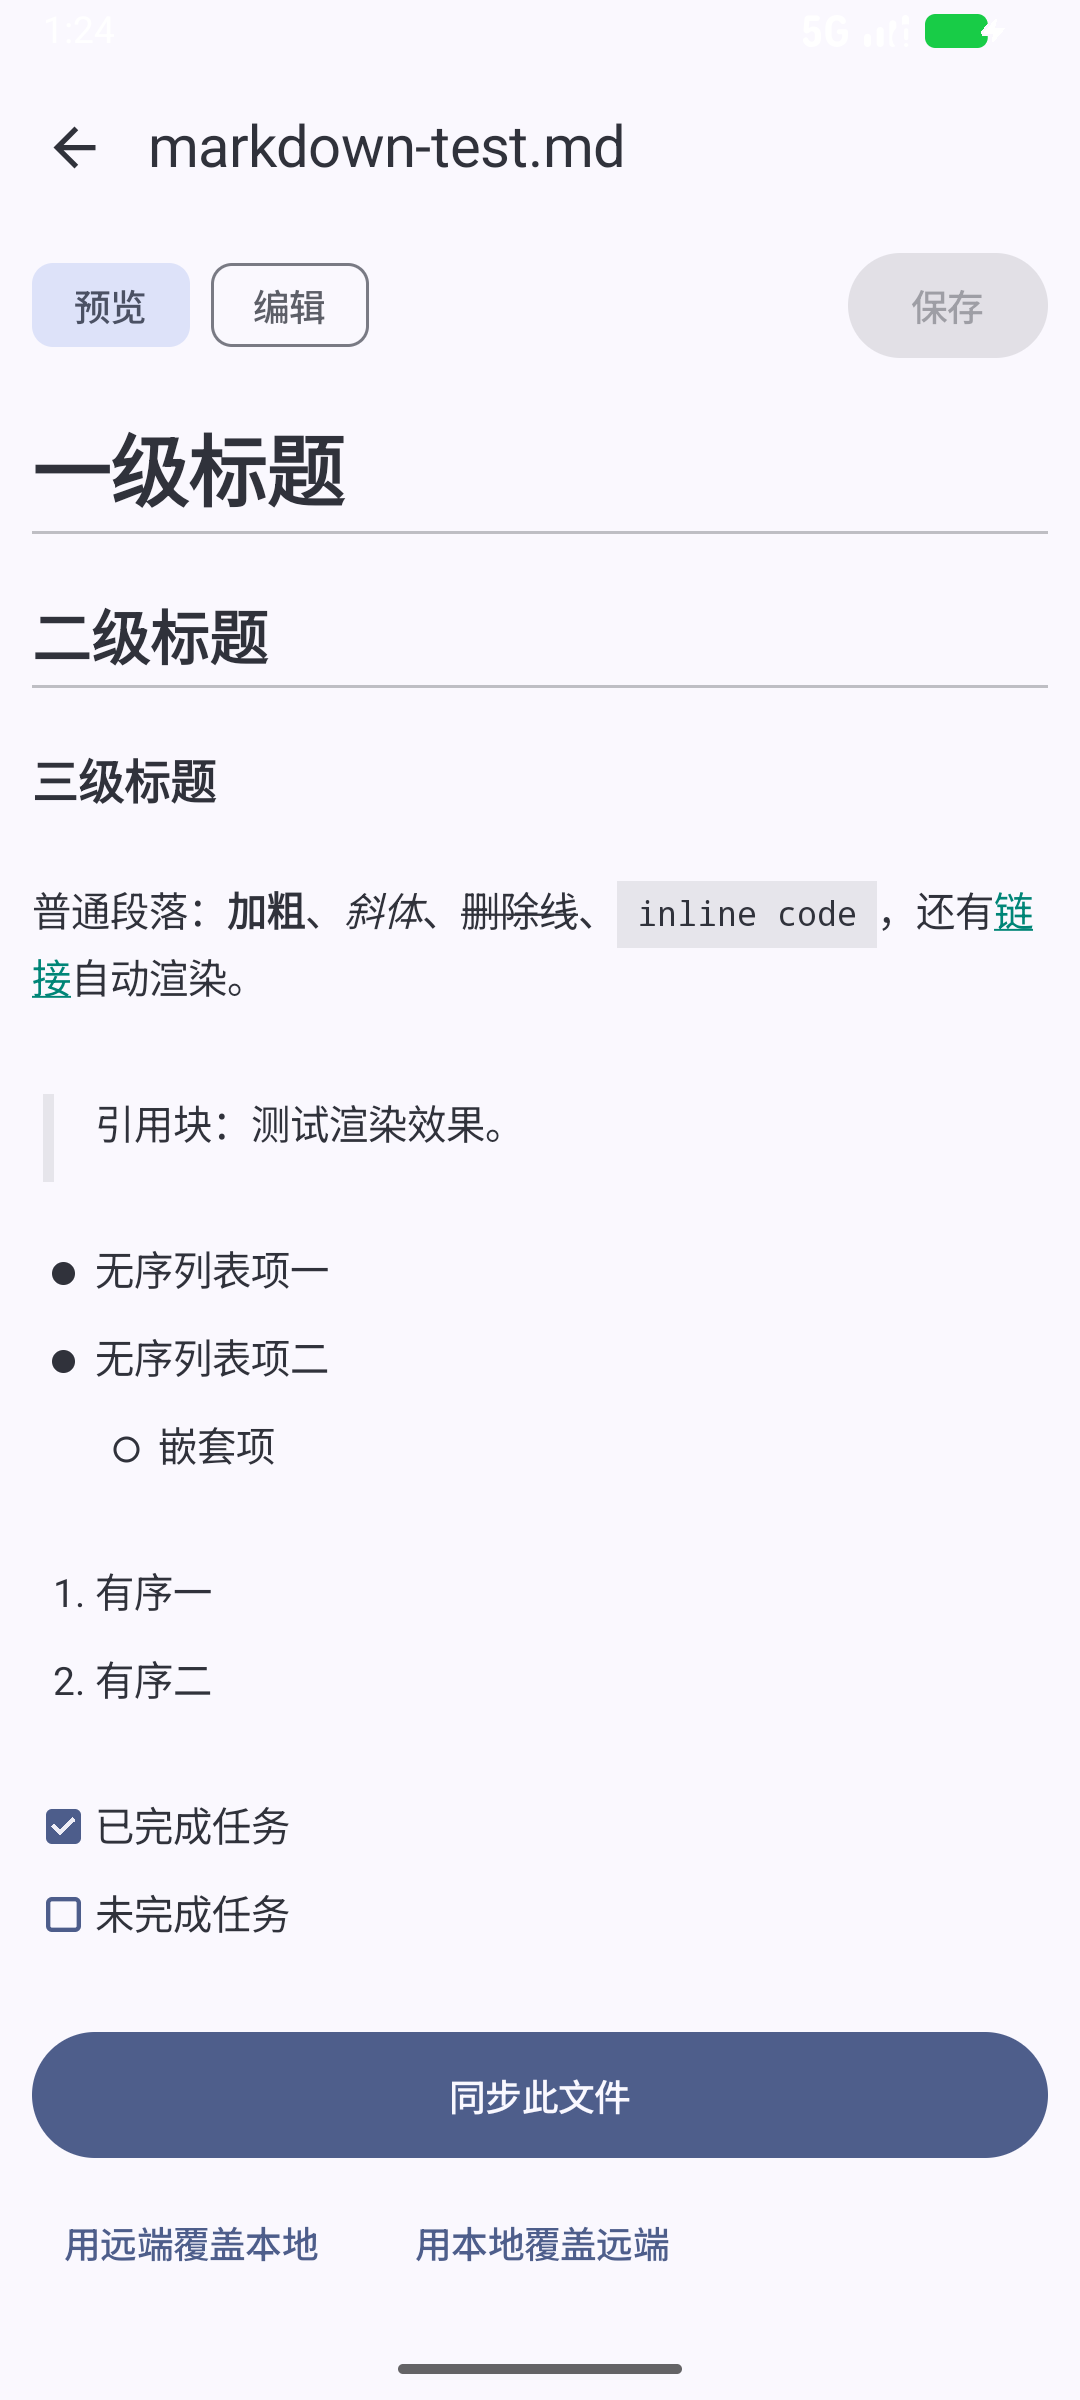 1:24
5G
markdown-test.md
预览
编辑
保存
一级标题
二级标题
三级标题
普通段落：加粗、斜体、删除线、 inline code ，还有链
接自动渲染。
引用块：测试渲染效果。
无序列表项一
无序列表项二
嵌套项
1. 有序一
2. 有序二
已完成任务
未完成任务
同步此文件
用远端覆盖本地
用本地覆盖远端